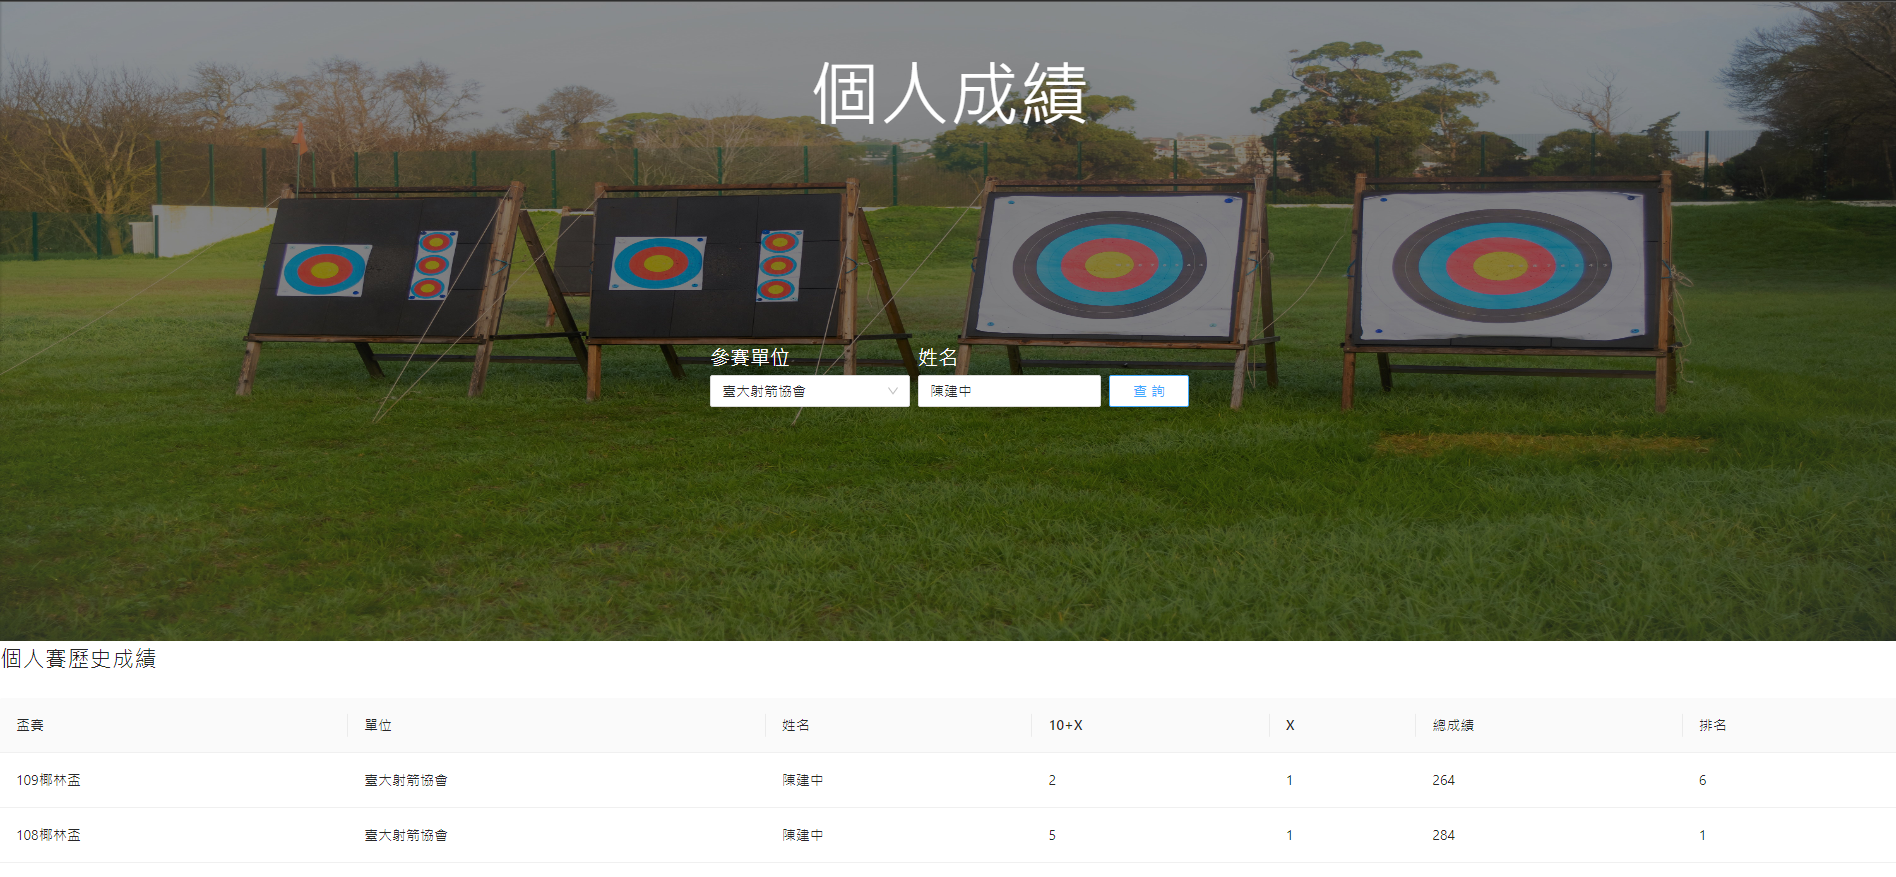 個人成績
參賽單位 姓名
臺大射箭協會 陳建中 查詢
個人賽歷史成績
盃賽 單位 姓名 10+X X 總成績 排名
109椰林盃 臺大射箭協會 陳建中 2 1 264 6
108椰林盃 臺大射箭協會 陳建中 5 1 284 1